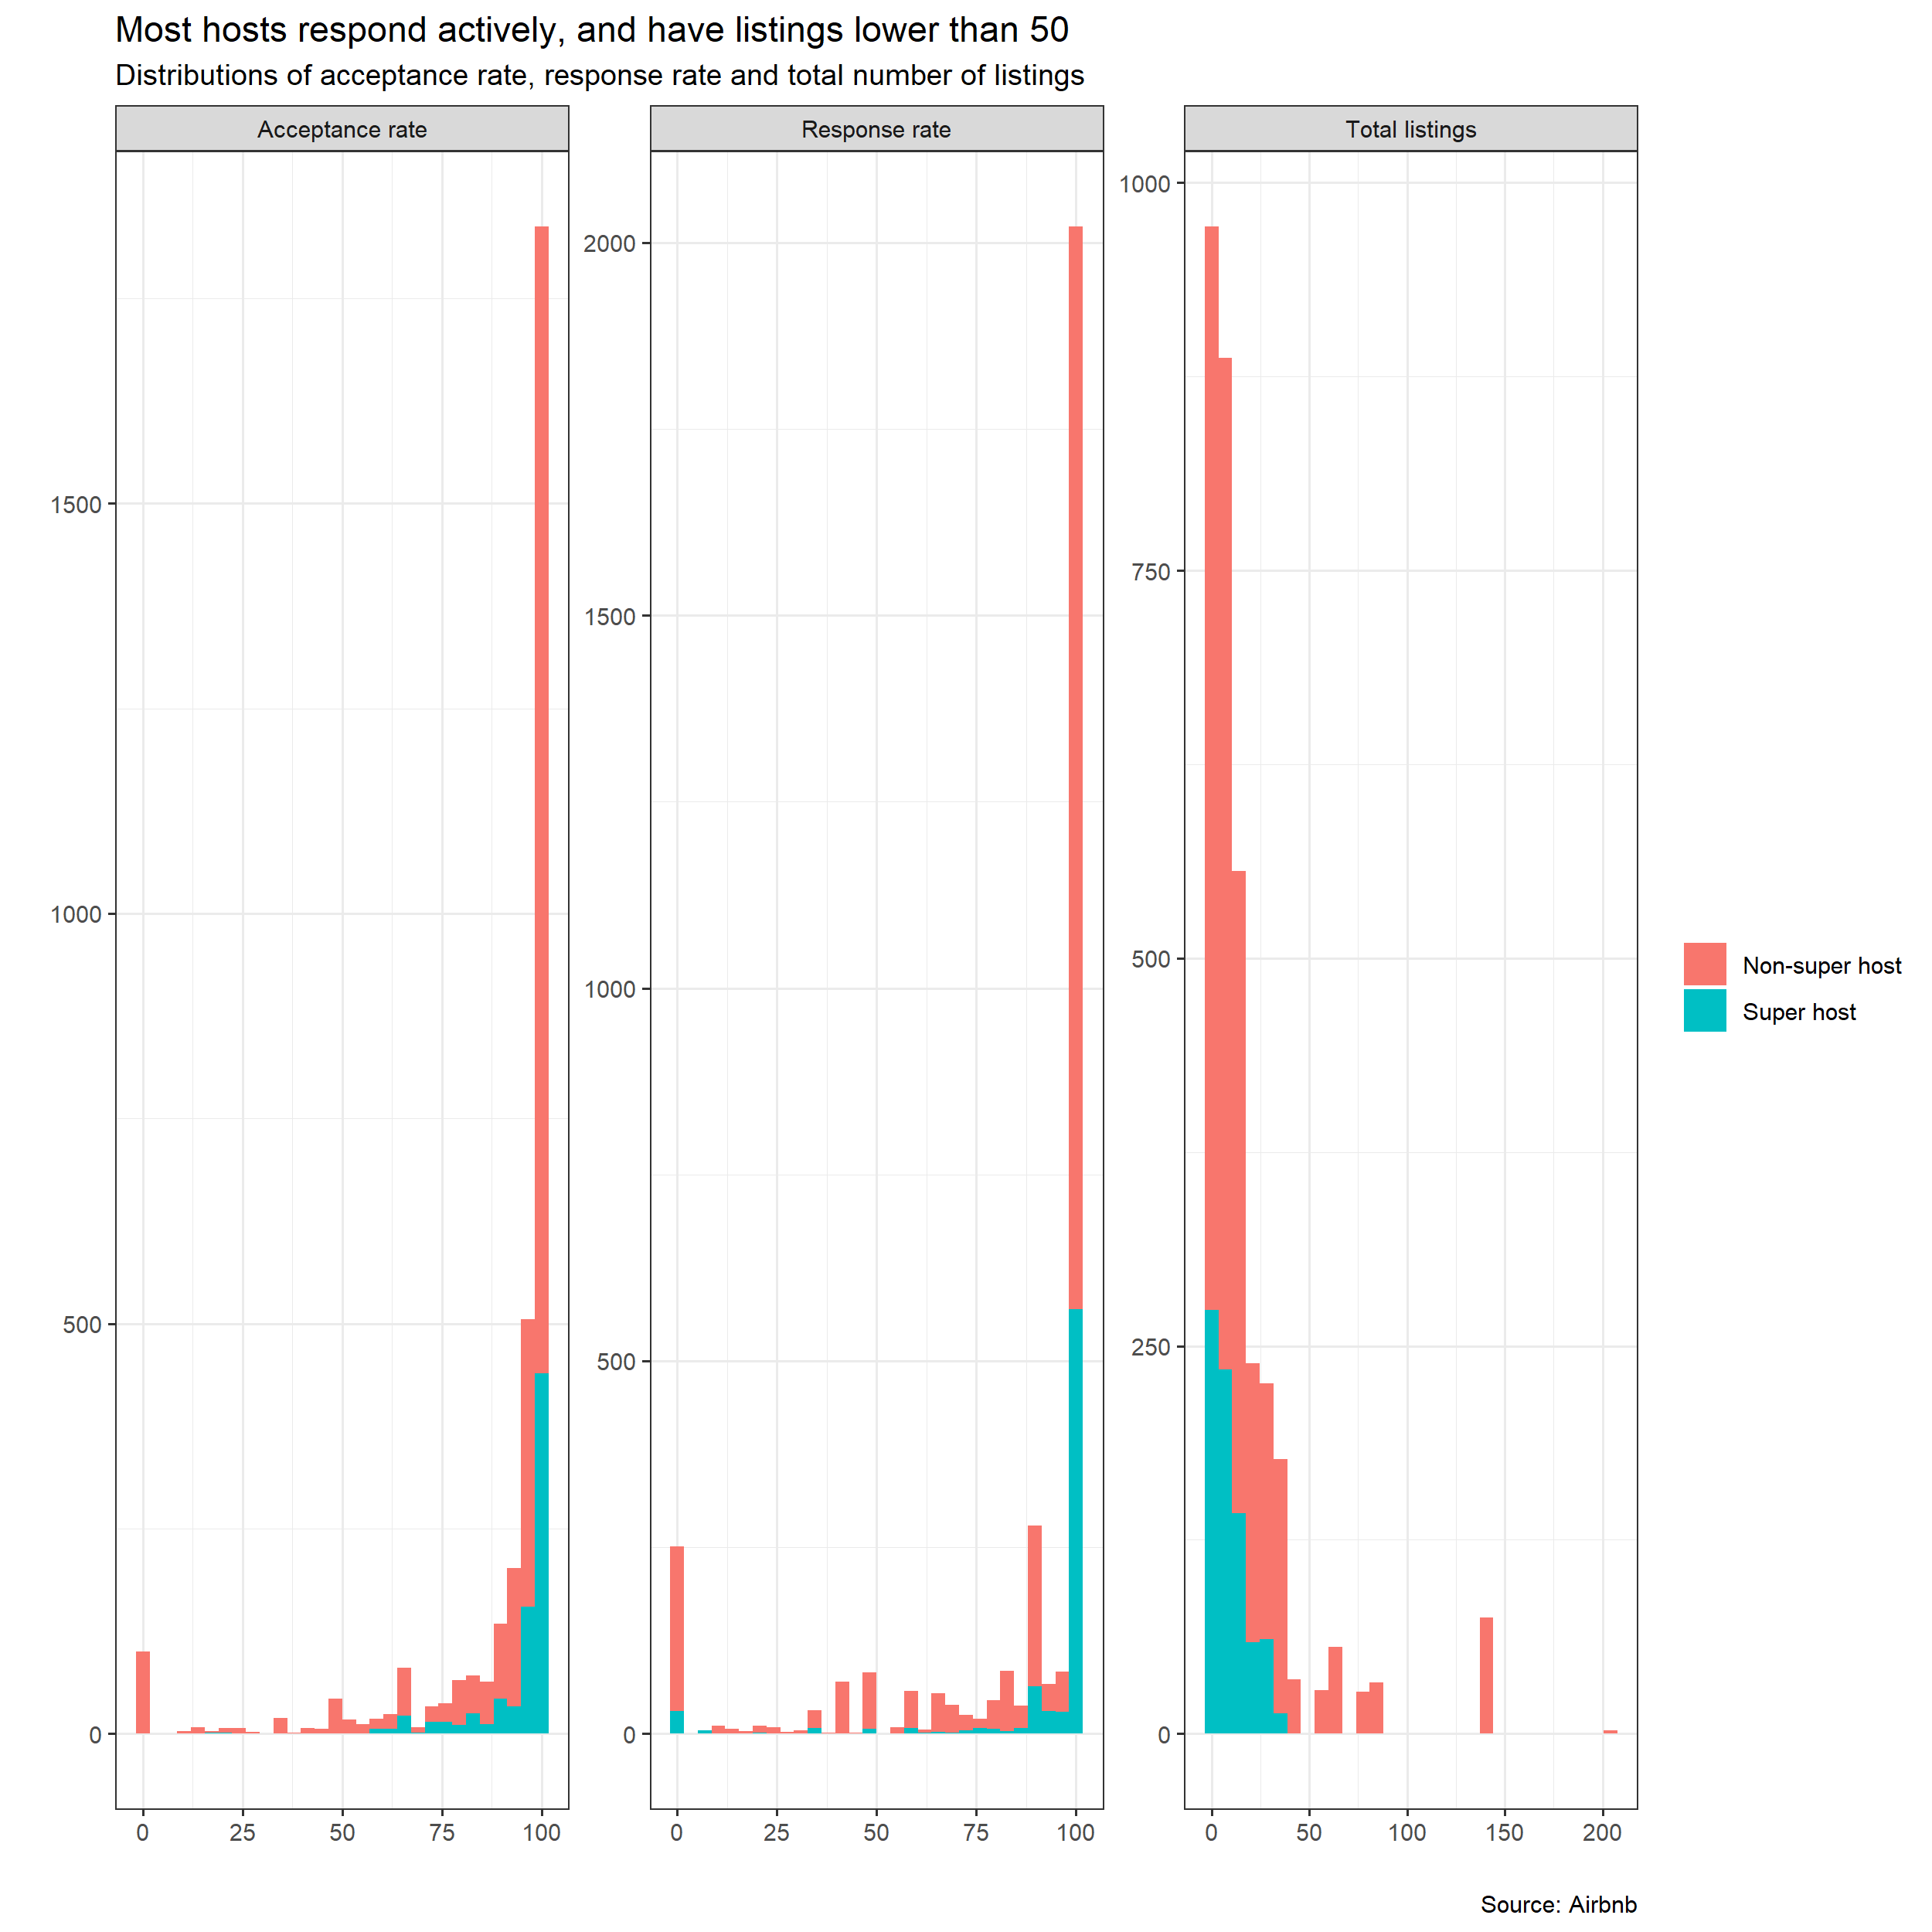 Most hosts respond actively, and have listings lower than 50
Distributions of acceptance rate, response rate and total number of listings
Acceptance rate
1500
1000
500
0
0 25 50 75 100
Response rate
2000
1500
1000
500
0
0 25 50 75 100
Total listings
1000
750
500
250
0
0 50 100 150 200
Non-super host
Super host
Source: Airbnb